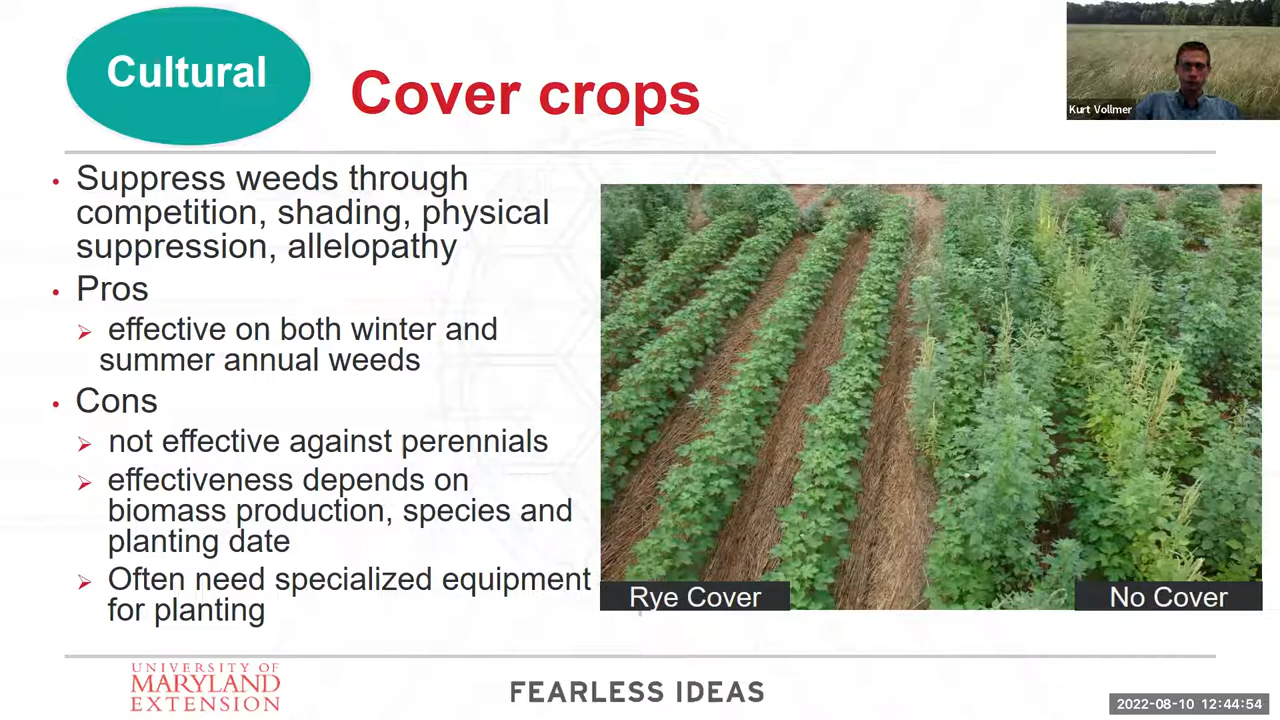 Cultural
Cover crops
Kurt Vollmer
• Suppress weeds through
competition, shading, physical
suppression, allelopathy
• Pros
➢ effective on both winter and
summer annual weeds
• Cons
➢ not effective against perennials
➢ effectiveness depends on
biomass production, species and
planting date
➢ Often need specialized equipment
for planting
Rye Cover
No Cover
UNIVERSITY OF
MARYLAND
EXTENSION
FEARLESS IDEAS
2022-08-10 12:44:54